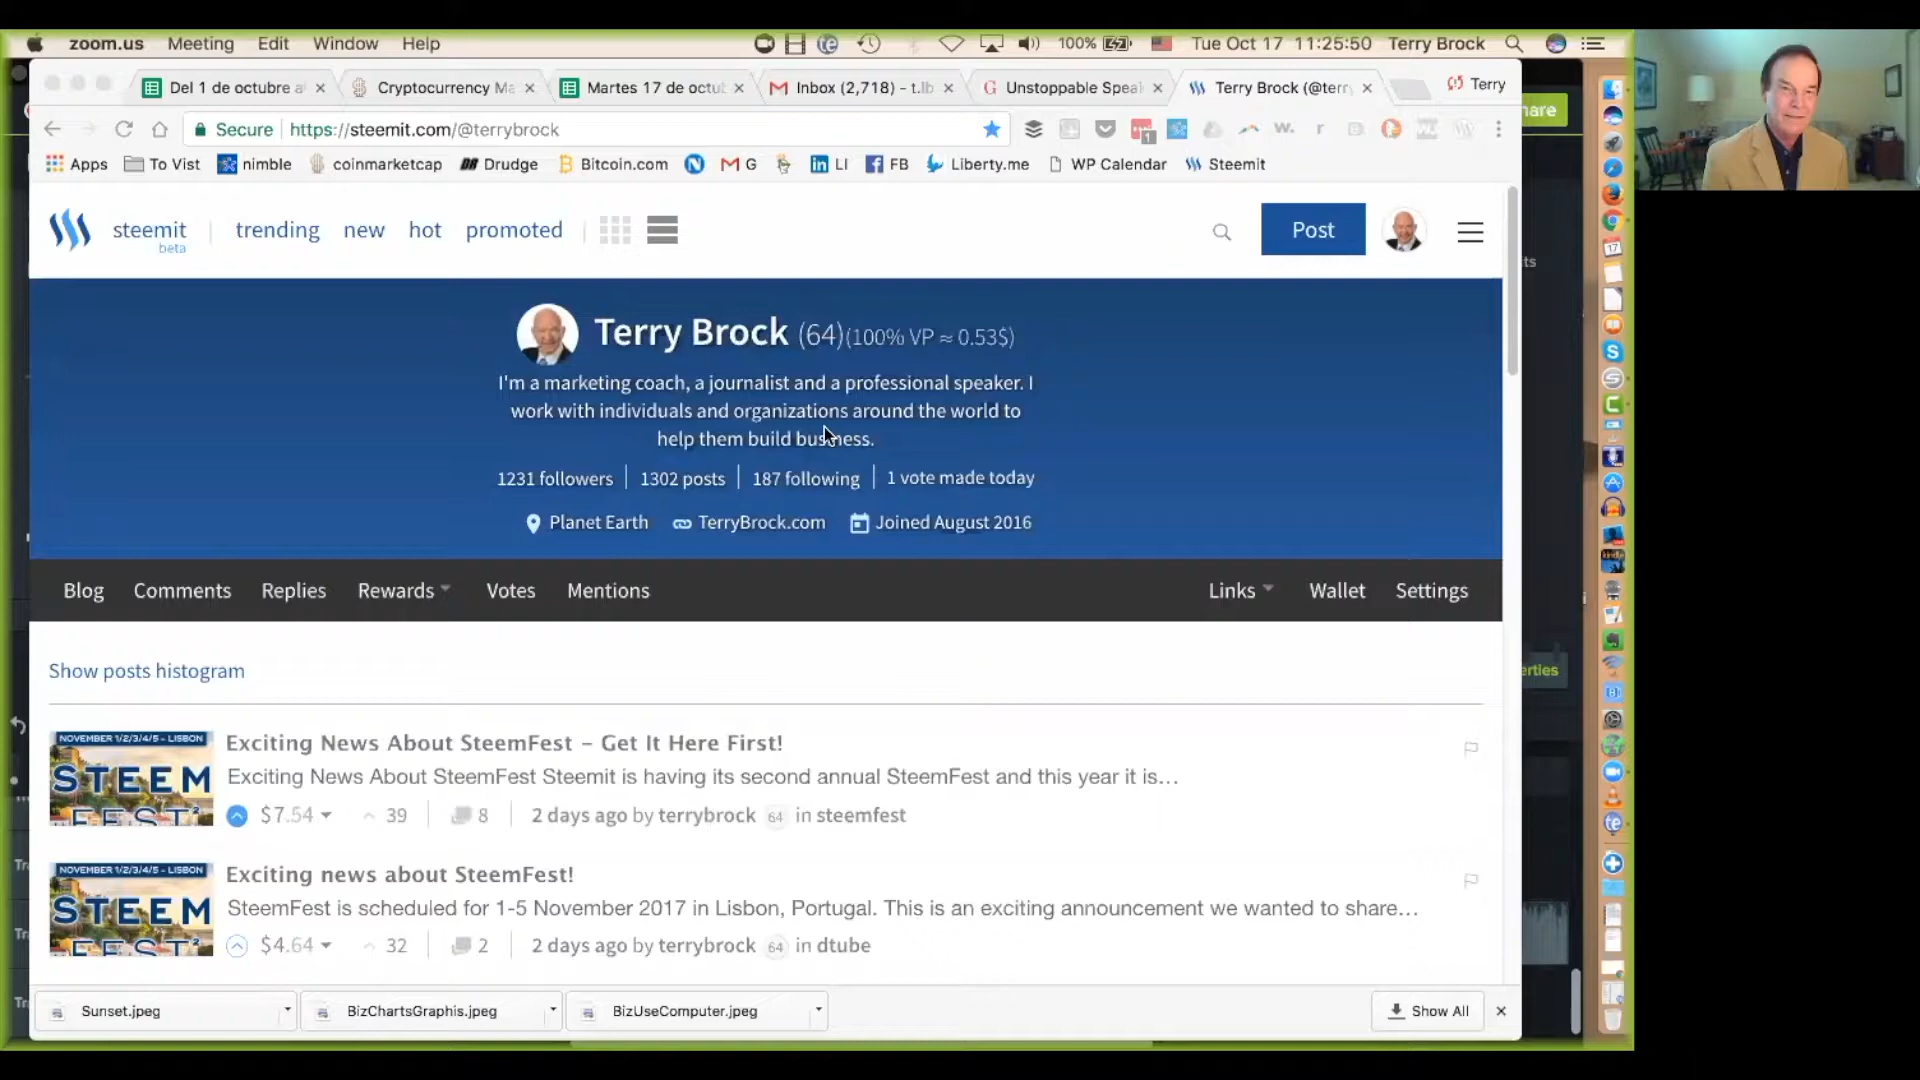 zoom.us Meeting Edit Window Help 100% Tue Oct 17 11:25:50 Terry Brock
Del 1 de octubre a Cryptocurrency Ma Martes 17 de octub Inbox (2,718) - t.lb Unstoppable Speak Terry Brock (@terry Terry
Secure https://steemit.com/@terrybrock
hare
Apps To Vist nimble coinmarketcap Drudge Bitcoin.com G LI FB Liberty.me WP Calendar Steemit
steemit
beta
trending new hot promoted Post
Terry Brock (64)(100% VP ≈ 0.53$)
I'm a marketing coach, a journalist and a professional speaker. I
work with individuals and organizations around the world to
help them build business.
1231 followers 1302 posts 187 following 1 vote made today
Planet Earth TerryBrock.com Joined August 2016
Blog Comments Replies Rewards Votes Mentions Links Wallet Settings
Show posts histogram
erties
NOVEMBER 1/2/3/4/5 - LISBON
STEEM
FEST²
Exciting News About SteemFest – Get It Here First!
Exciting News About SteemFest Steemit is having its second annual SteemFest and this year it is...
$7.54 39 8 2 days ago by terrybrock 64 in steemfest
NOVEMBER 1/2/3/4/5 - LISBON
STEEM
FEST²
Exciting news about SteemFest!
SteemFest is scheduled for 1-5 November 2017 in Lisbon, Portugal. This is an exciting announcement we wanted to share...
$4.64 32 2 2 days ago by terrybrock 64 in dtube
Sunset.jpeg BizChartsGraphis.jpeg BizUseComputer.jpeg Show All